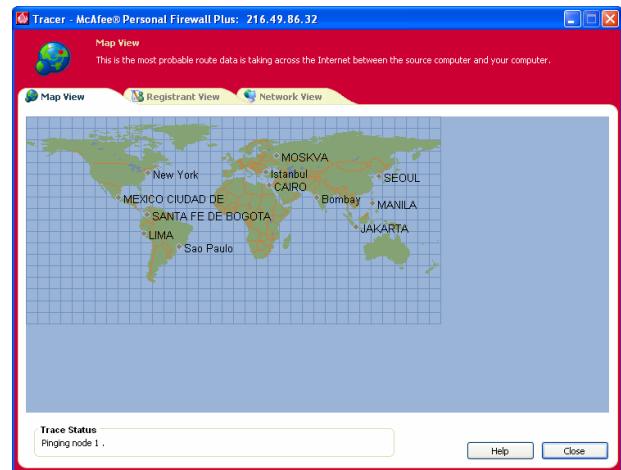 Tracer - McAfee® Personal Firewall Plus: 216.49.86.32
Map View
This is the most probable route data is taking across the Internet between the source computer and your computer.
Map View
Registrant View
Network View
MOSKVA
New York
Istanbul
SEOUL
CAIRO
MEXICO CIUDAD DE
Bombay
MANILA
SANTA FE DE BOGOTA
LIMA
JAKARTA
Sao Paulo
Trace Status
Pinging node 1 .
Help
Close